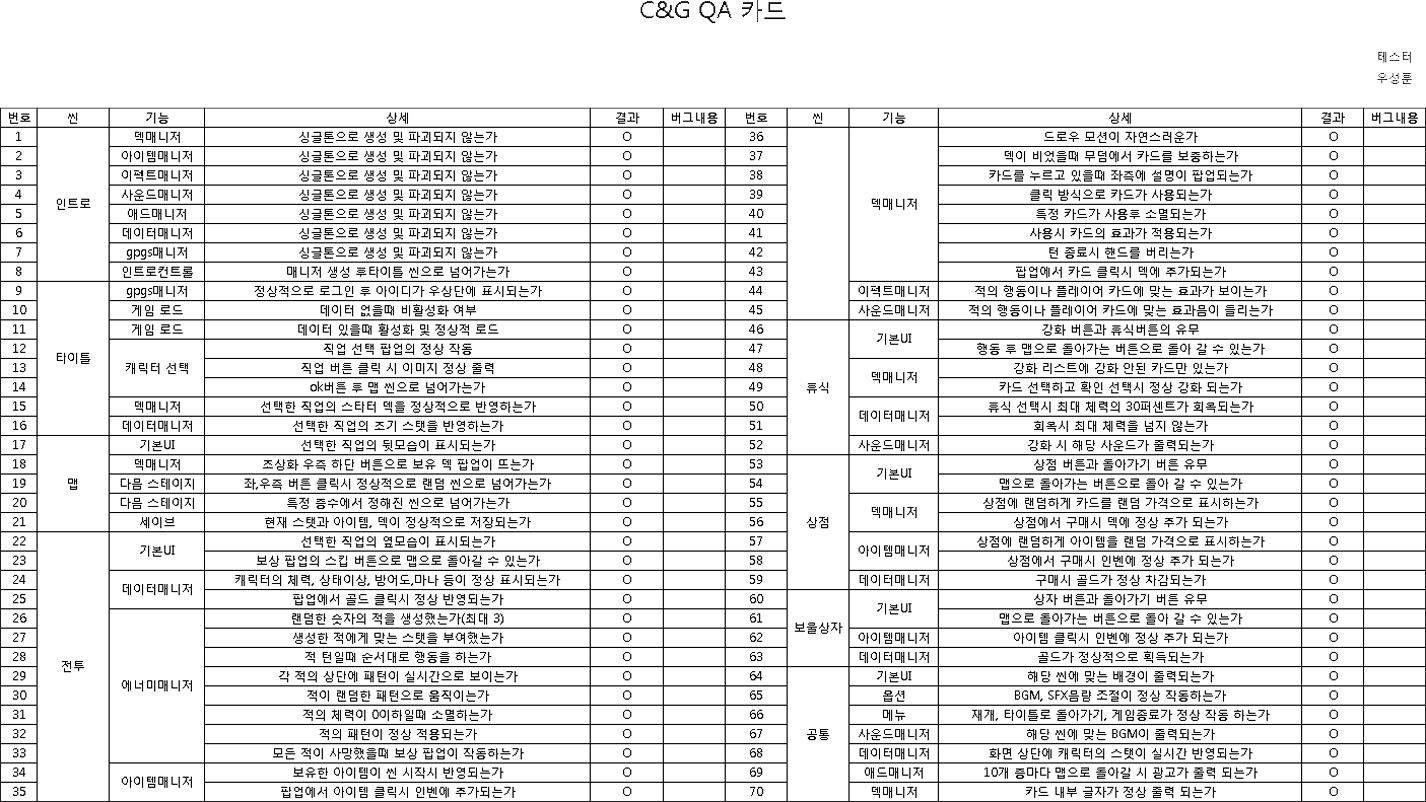 C&G QA 카드
테스터
우성훈
번호 씬 기능 상세 결과 버그내용 번호 씬 기능 상세 결과 버그내용
1 덱매니저 싱글톤으로 생성 및 파괴되지 않는가 O 36 드로우 모션이 자연스러운가 O
2 아이템매니저 싱글톤으로 생성 및 파괴되지 않는가 O 37 덱이 비었을때 무덤에서 카드를 보충하는가 O
3 이펙트매니저 싱글톤으로 생성 및 파괴되지 않는가 O 38 카드를 누르고 있을때 좌측에 설명이 팝업되는가 O
4 인트로 사운드매니저 싱글톤으로 생성 및 파괴되지 않는가 O 39 덱매니저 클릭 방식으로 카드가 사용되는가 O
5 애드매니저 싱글톤으로 생성 및 파괴되지 않는가 O 40 특정 카드가 사용후 소멸되는가 O
6 데이터매니저 싱글톤으로 생성 및 파괴되지 않는가 O 41 사용시 카드의 효과가 적용되는가 O
7 gpgs매니저 싱글톤으로 생성 및 파괴되지 않는가 O 42 턴 종료시 핸드를 버리는가 O
8 인트로컨트롤 매니저 생성 후타이틀 씬으로 넘어가는가 O 43 팝업에서 카드 클릭시 덱에 추가되는가 O
9 gpgs매니저 정상적으로 로그인 후 아이디가 우상단에 표시되는가 O 44 이펙트매니저 적의 행동이나 플레이어 카드에 맞는 효과가 보이는가 O
10 게임 로드 데이터 없을때 비활성화 여부 O 45 사운드매니저 적의 행동이나 플레이어 카드에 맞는 효과음이 들리는가 O
11 게임 로드 데이터 있을때 활성화 및 정상적 로드 O 46 기본UI 강화 버튼과 휴식버튼의 유무 O
12 타이틀 캐릭터 선택 직업 선택 팝업의 정상 작동 O 47 행동 후 맵으로 돌아가는 버튼으로 돌아 갈 수 있는가 O
13 직업 버튼 클릭 시 이미지 정상 출력 O 48 덱매니저 강화 리스트에 강화 안된 카드만 있는가 O
14 ok버튼 후 맵 씬으로 넘어가는가 O 49 휴식 카드 선택하고 확인 선택시 정상 강화 되는가 O
15 덱매니저 선택한 직업의 스타터 덱을 정상적으로 반영하는가 O 50 데이터매니저 휴식 선택시 최대 체력의 30퍼센트가 회복되는가 O
16 데이터매니저 선택한 직업의 초기 스탯을 반영하는가 O 51 회복시 최대 체력을 넘지 않는가 O
17 기본UI 선택한 직업의 뒷모습이 표시되는가 O 52 사운드매니저 강화 시 해당 사운드가 출력되는가 O
18 덱매니저 초상화 우측 하단 버튼으로 보유 덱 팝업이 뜨는가 O 53 기본UI 상점 버튼과 돌아가기 버튼 유무 O
19 맵 다음 스테이지 좌,우측 버튼 클릭시 정상적으로 랜덤 씬으로 넘어가는가 O 54 맵으로 돌아가는 버튼으로 돌아 갈 수 있는가 O
20 다음 스테이지 특정 층수에서 정해진 씬으로 넘어가는가 O 55 덱매니저 상점에 랜덤하게 카드를 랜덤 가격으로 표시하는가 O
21 세이브 현재 스탯과 아이템, 덱이 정상적으로 저장되는가 O 56 상점 상점에서 구매시 덱에 정상 추가 되는가 O
22 기본UI 선택한 직업의 옆모습이 표시되는가 O 57 아이템매니저 상점에 랜덤하게 아이템을 랜덤 가격으로 표시하는가 O
23 보상 팝업의 스킵 버튼으로 맵으로 돌아갈 수 있는가 O 58 상점에서 구매시 인벤에 정상 추가 되는가 O
24 데이터매니저 캐릭터의 체력, 상태이상, 방어도,마나 등이 정상 표시되는가 O 59 데이터매니저 구매시 골드가 정상 차감되는가 O
25 팝업에서 골드 클릭시 정상 반영되는가 O 60 기본UI 상자 버튼과 돌아가기 버튼 유무 O
26 랜덤한 숫자의 적을 생성했는가(최대 3) O 61 보울상자 맵으로 돌아가는 버튼으로 돌아 갈 수 있는가 O
27 생성한 적에게 맞는 스탯을 부여했는가 O 62 아이템매니저 아이템 클릭시 인벤에 정상 추가 되는가 O
28 전투 적 턴일때 순서대로 행동을 하는가 O 63 데이터매니저 골드가 정상적으로 획득되는가 O
29 에너미매니저 각 적의 상단에 패턴이 실시간으로 보이는가 O 64 기본UI 해당 씬에 맞는 배경이 출력되는가 O
30 적이 랜덤한 패턴으로 움직이는가 O 65 옵션 BGM, SFX음량 조절이 정상 작동하는가 O
31 적의 체력이 0이하일때 소멸하는가 O 66 메뉴 재개, 타이틀로 돌아가기, 게임종료가 정상 작동 하는가 O
32 적의 패턴이 정상 적용되는가 O 67 공통 사운드매니저 해당 씬에 맞는 BGM이 출력되는가 O
33 모든 적이 사망했을때 보상 팝업이 작동하는가 O 68 데이터매니저 화면 상단에 캐릭터의 스탯이 실시간 반영되는가 O
34 아이템매니저 보유한 아이템이 씬 시작시 반영되는가 O 69 애드매니저 10개 층마다 맵으로 돌아갈 시 광고가 출력 되는가 O
35 팝업에서 아이템 클릭시 인벤에 추가되는가 O 70 덱매니저 카드 내부 글자가 정상 출력 되는가 O